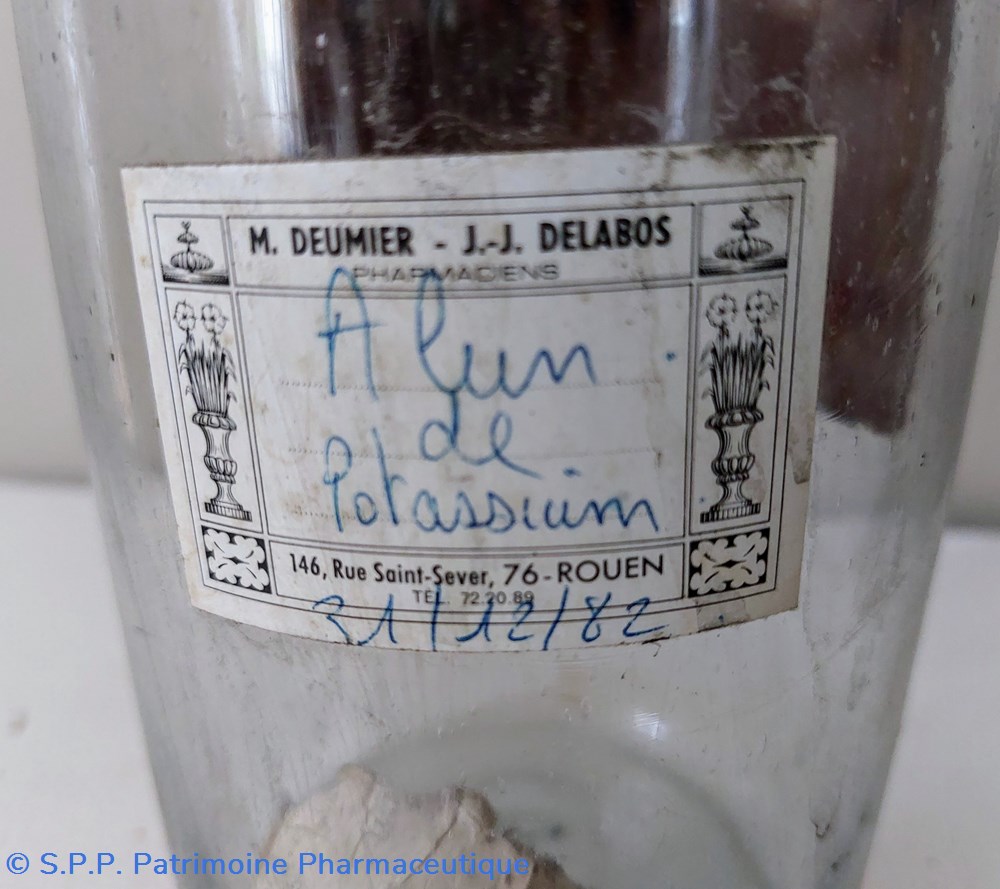 M. DEUMIER - J.-J. DELABOS
PHARMACIENS
Alun
de
Potassium
146, Rue Saint-Sever, 76-ROUEN
TÉL. 72.20.89
21/12/82
© S.P.P. Patrimoine Pharmaceutique